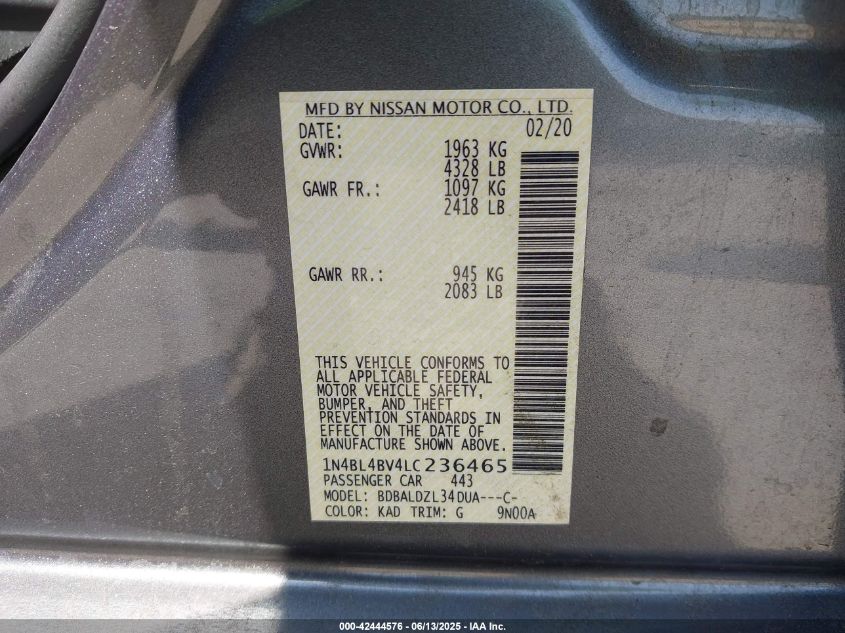 MFD BY NISSAN MOTOR CO., LTD.
DATE: 02/20
GVWR: 1963 KG
4328 LB
GAWR FR.: 1097 KG
2418 LB
GAWR RR.: 945 KG
2083 LB
THIS VEHICLE CONFORMS TO
ALL APPLICABLE FEDERAL
MOTOR VEHICLE SAFETY,
BUMPER, AND THEFT
PREVENTION STANDARDS IN
EFFECT ON THE DATE OF
MANUFACTURE SHOWN ABOVE.
1N4BL4BV4LC236465
PASSENGER CAR 443
MODEL: BDBALDZL34DUA---C-
COLOR: KAD TRIM: G 9N00A
000-42444576 - 06/13/2025 - IAA Inc.